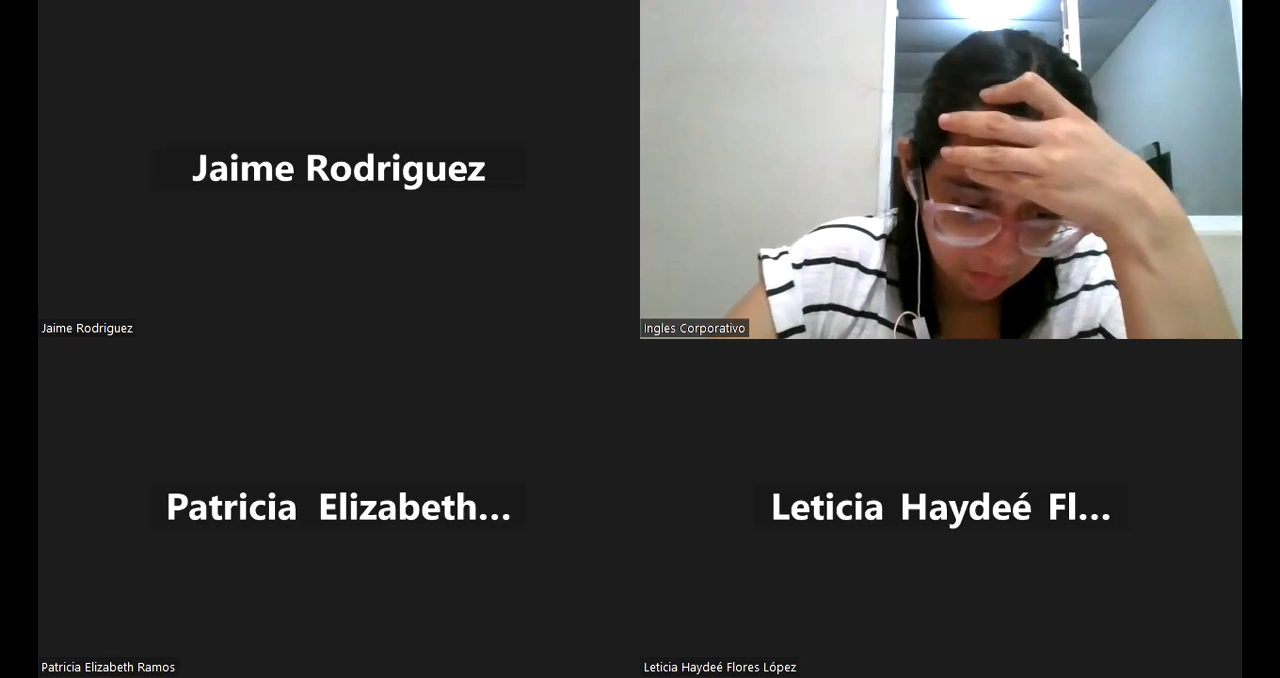 Jaime Rodriguez
Jaime Rodriguez
Ingles Corporativo
Patricia Elizabeth...
Leticia Haydeé Fl...
Patricia Elizabeth Ramos
Leticia Haydeé Flores López